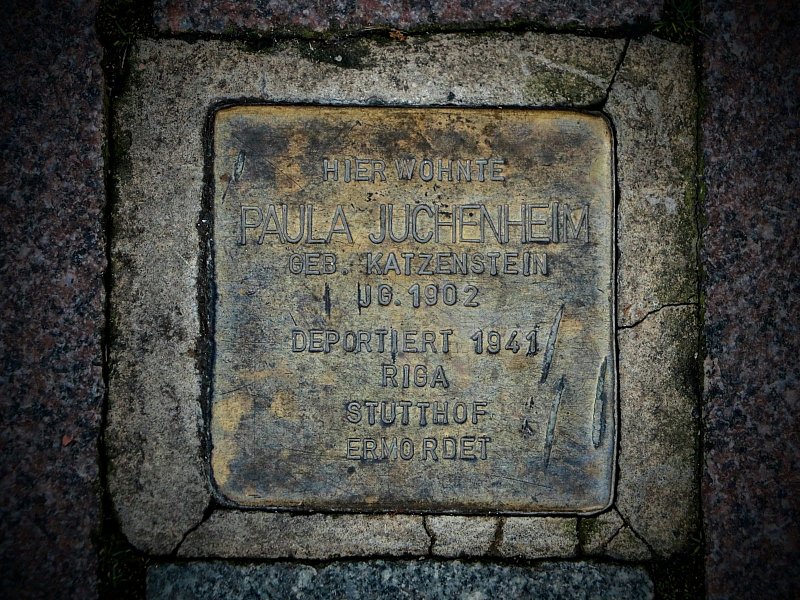 HIER WOHNTE
PAULA JUCHENHEIM
GEB. KATZENSTEIN
JG. 1902
DEPORTIERT 1941
RIGA
STUTTHOF
ERMORDET